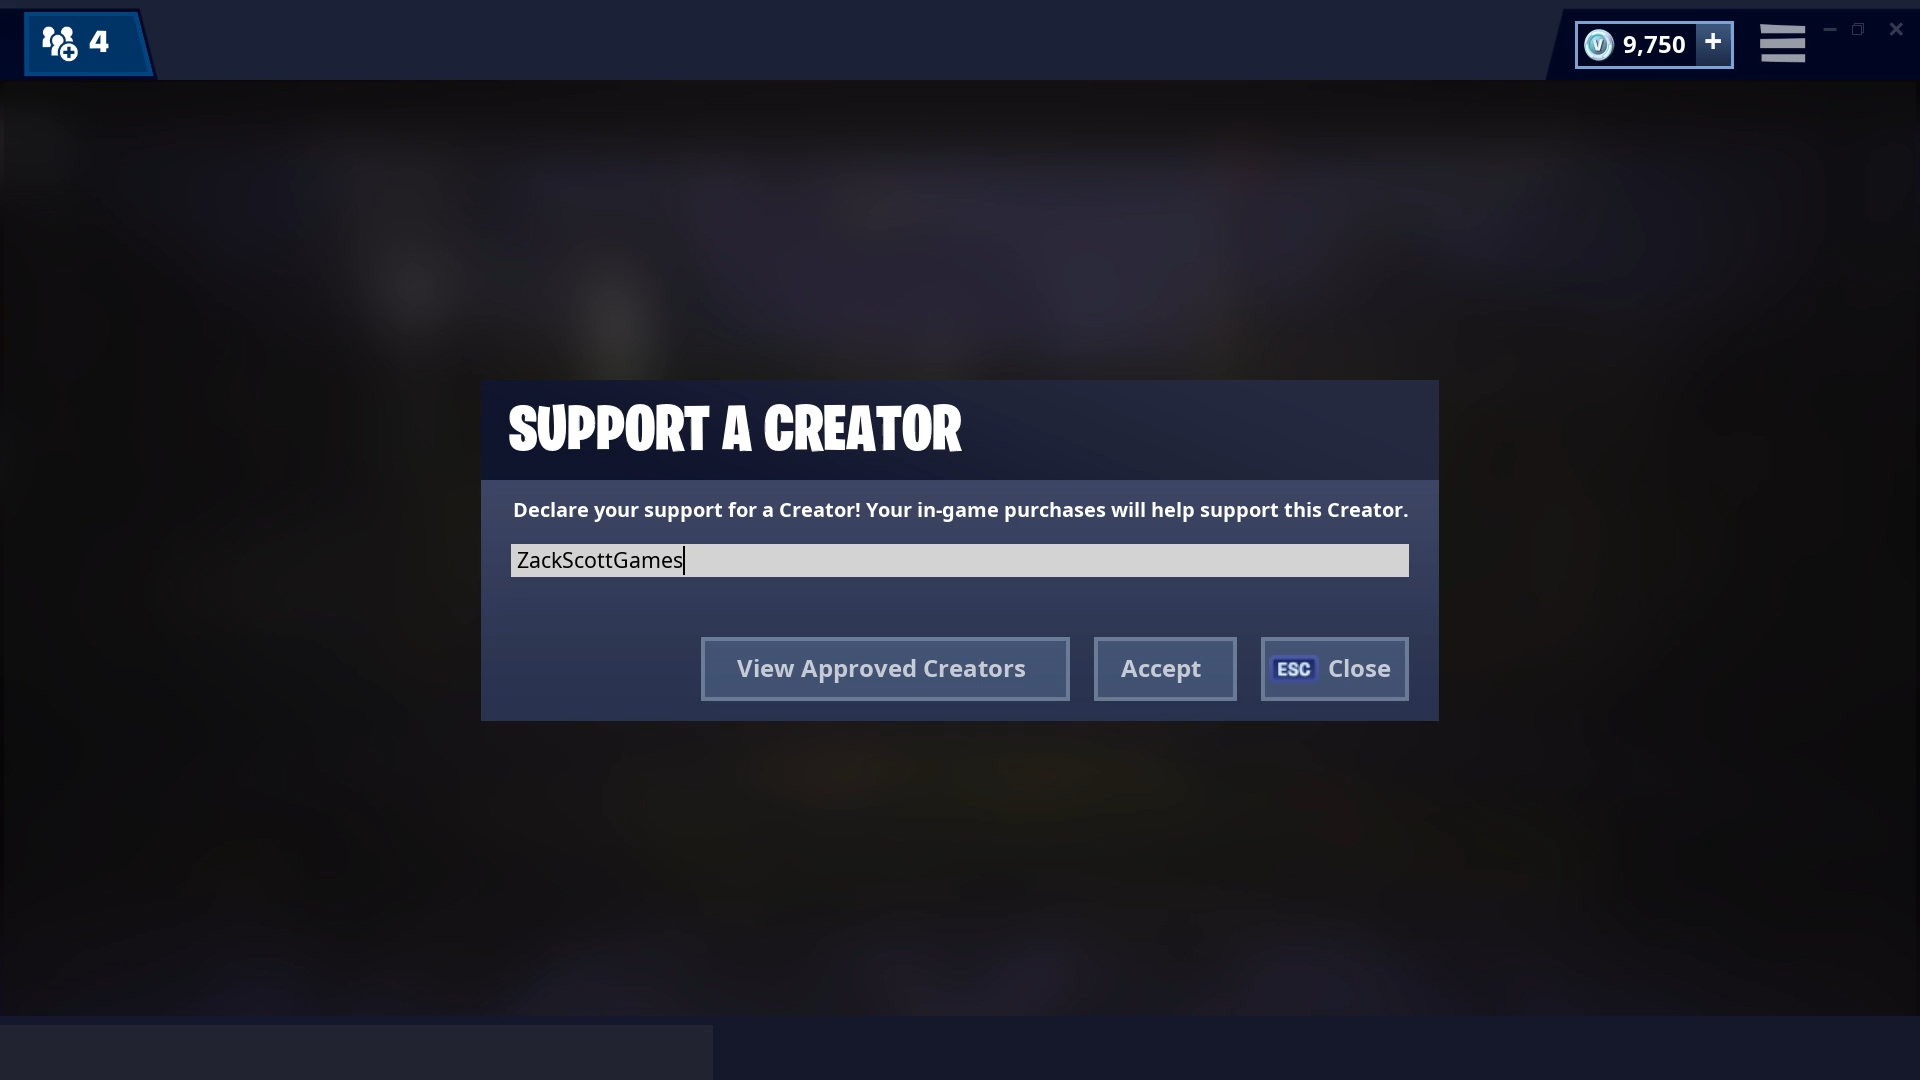 4
9,750 +
SUPPORT A CREATOR
Declare your support for a Creator! Your in-game purchases will help support this Creator.
ZackScottGames
View Approved Creators
Accept
ESC Close